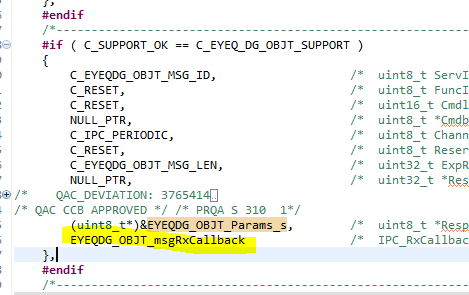 },
#endif
/*
#if ( C_SUPPORT_OK == C_EYEQ_DG_OBJT_SUPPORT )
{
C_EYEQDG_OBJT_MSG_ID, /* uint8_t ServI
C_RESET, /* uint8_t FuncI
C_RESET, /* uint16_t CmdL
NULL_PTR, /* uint8_t *Cmdb
C_IPC_PERIODIC, /* uint8_t Chann
C_RESET, /* uint8_t Reser
C_EYEQDG_OBJT_MSG_LEN, /* uint32_t ExpR
NULL_PTR, /* uint32_t *Res
/* QAC_DEVIATION: 3765414
/* QAC CCB APPROVED */ /* PRQA S 310 1*/
(uint8_t*)&EYEQDG_OBJT_Params_s, /* uint8_t *Resp
EYEQDG_OBJT_msgRxCallback /* IPC_RxCallbac
},
#endif